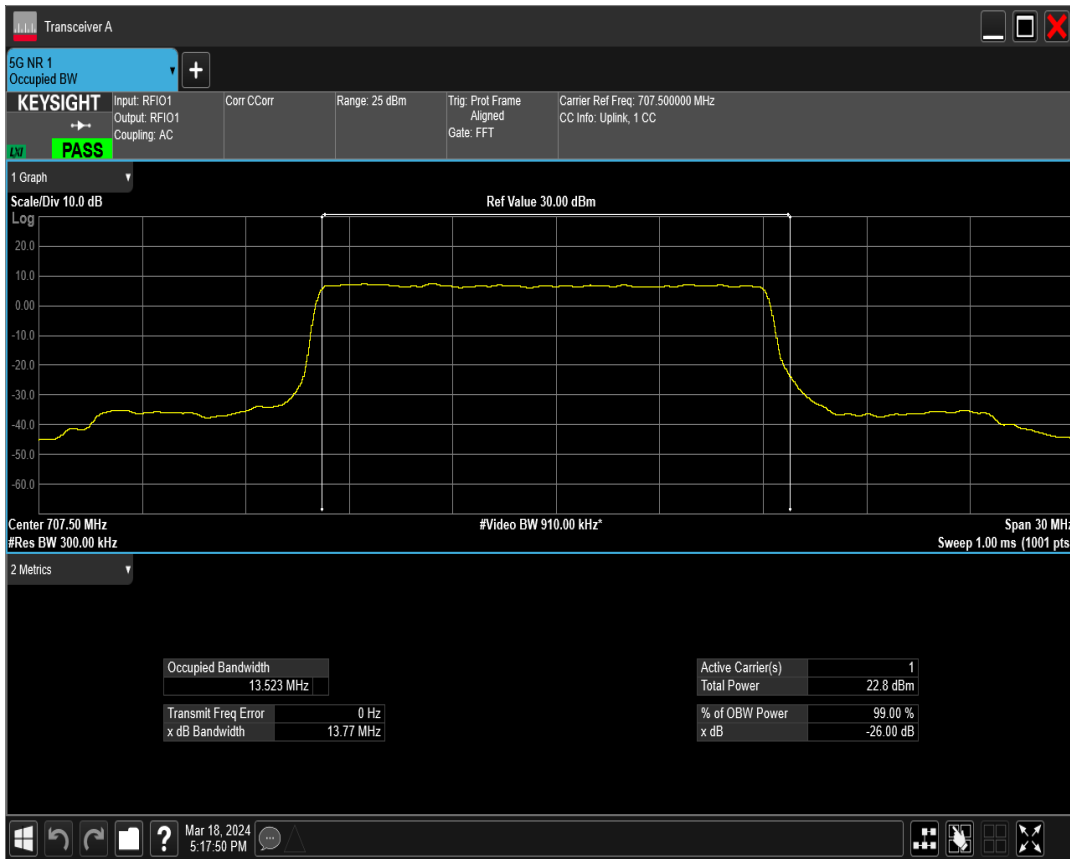 Transceiver A
5G NR 1
Occupied BW
KEYSIGHT
LXI
PASS
Input: RFIO1
Output: RFIO1
Coupling: AC
Corr CCorr
Range: 25 dBm
Trig: Prot Frame
Aligned
Gate: FFT
Carrier Ref Freq: 707.500000 MHz
CC Info: Uplink, 1 CC
1 Graph
Scale/Div 10.0 dB
Ref Value 30.00 dBm
Log
20.0
10.0
0.00
-10.0
-20.0
-30.0
-40.0
-50.0
-60.0
Center 707.50 MHz
#Video BW 910.00 kHz*
Span 30 MHz
#Res BW 300.00 kHz
Sweep 1.00 ms (1001 pts
2 Metrics
Occupied Bandwidth
13.523 MHz
Transmit Freq Error 0 Hz
x dB Bandwidth 13.77 MHz
Active Carrier(s) 1
Total Power 22.8 dBm
% of OBW Power 99.00 %
x dB -26.00 dB
?
Mar 18, 2024
5:17:50 PM